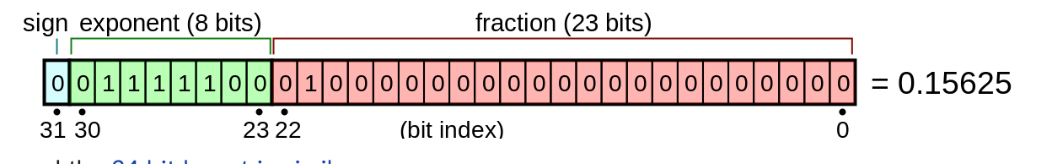 sign exponent (8 bits) fraction (23 bits)
0 0 1 1 1 1 1 0 0 0 1 0 0 0 0 0 0 0 0 0 0 0 0 0 0 0 0 0 0 0 0 0 = 0.15625
31 30 23 22 (bit index) 0